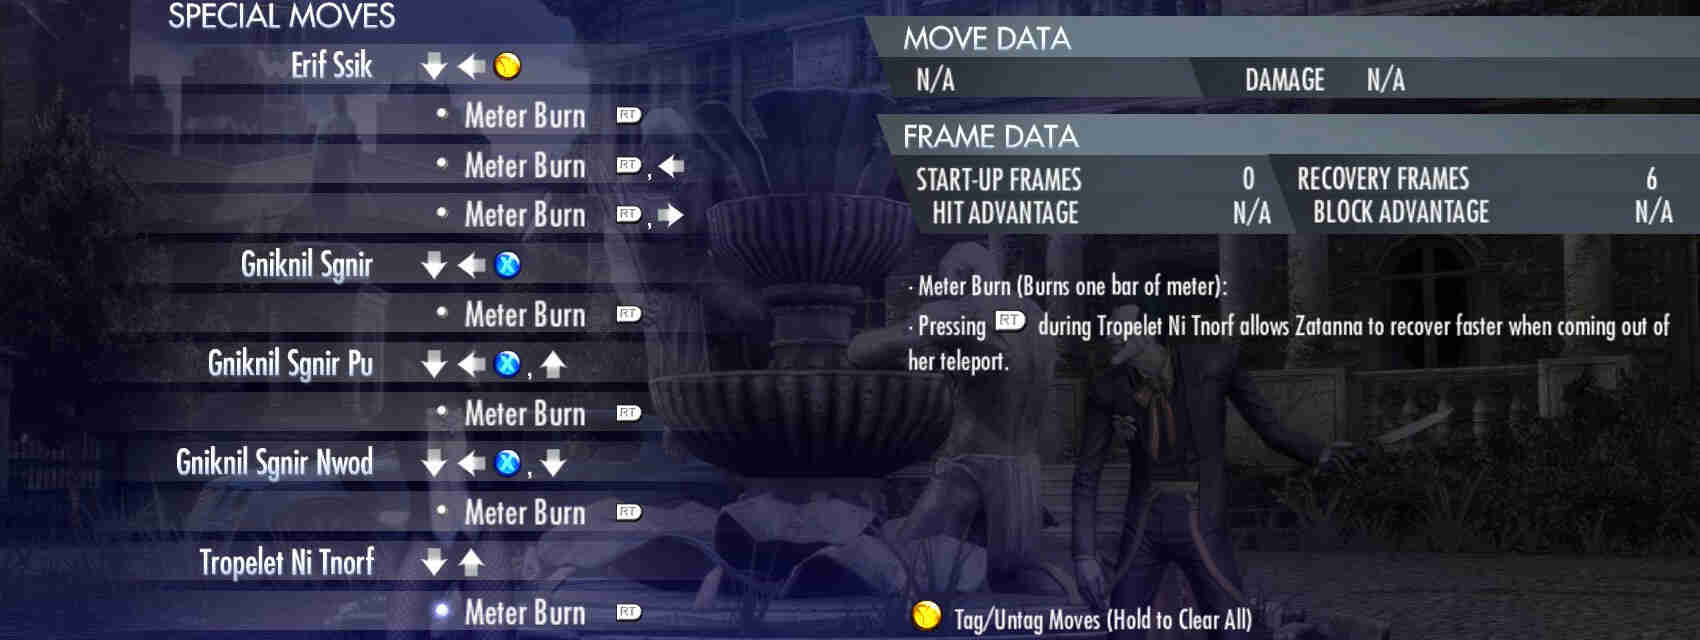 SPECIAL MOVES
Erif Ssik Y
• Meter Burn RT
• Meter Burn RT,
• Meter Burn RT,
Gniknil Sgnir X
• Meter Burn RT
Gniknil Sgnir Pu X,
• Meter Burn RT
Gniknil Sgnir Nwod X,
• Meter Burn RT
Tropelet Ni Tnorf
• Meter Burn RT
MOVE DATA
N/A DAMAGE N/A
FRAME DATA
START-UP FRAMES 0 RECOVERY FRAMES 6
HIT ADVANTAGE N/A BLOCK ADVANTAGE N/A
· Meter Burn (Burns one bar of meter):
· Pressing RT during Tropelet Ni Tnorf allows Zatanna to recover faster when coming out of
her teleport.
Y Tag/Untag Moves (Hold to Clear All)